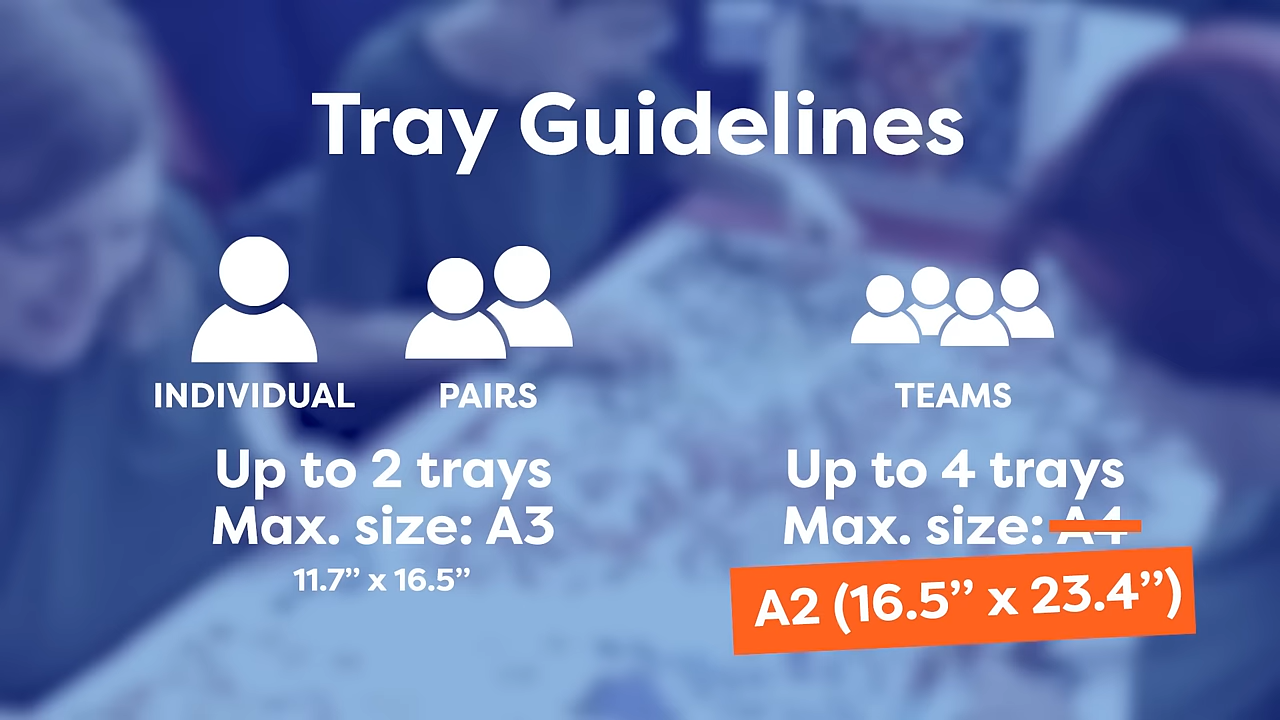 Tray Guidelines
INDIVIDUAL
PAIRS
Up to 2 trays
Max. size: A3
11.7” x 16.5”
TEAMS
Up to 4 trays
Max. size: A4
A2 (16.5” x 23.4”)